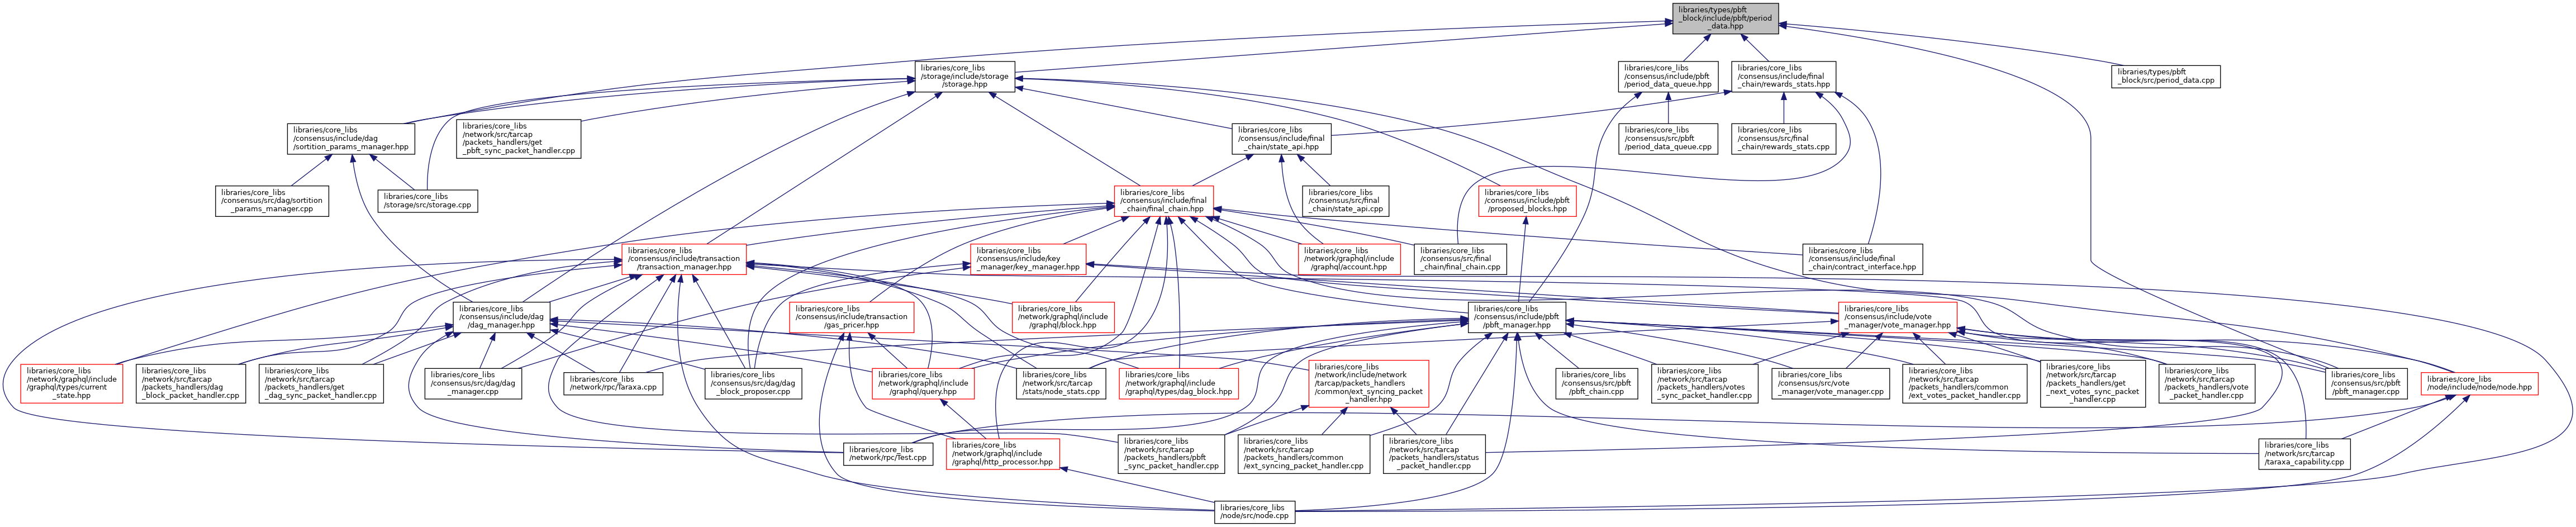 libraries/types/pbft
_block/include/pbft/period
_data.hpp
libraries/core_libs
/storage/include/storage
/storage.hpp
libraries/core_libs
/consensus/include/pbft
/period_data_queue.hpp
libraries/core_libs
/consensus/include/final
_chain/rewards_stats.hpp
libraries/types/pbft
_block/src/period_data.cpp
libraries/core_libs
/consensus/include/dag
/sortition_params_manager.hpp
libraries/core_libs
/network/src/tarcap
/packets_handlers/get
_pbft_sync_packet_handler.cpp
libraries/core_libs
/consensus/include/final
_chain/state_api.hpp
libraries/core_libs
/consensus/src/pbft
/period_data_queue.cpp
libraries/core_libs
/consensus/src/final
_chain/rewards_stats.cpp
libraries/core_libs
/consensus/src/dag/sortition
_params_manager.cpp
libraries/core_libs
/storage/src/storage.cpp
libraries/core_libs
/consensus/include/final
_chain/final_chain.hpp
libraries/core_libs
/consensus/src/final
_chain/state_api.cpp
libraries/core_libs
/consensus/include/pbft
/proposed_blocks.hpp
libraries/core_libs
/consensus/include/transaction
/transaction_manager.hpp
libraries/core_libs
/consensus/include/key
_manager/key_manager.hpp
libraries/core_libs
/network/graphql/include
/graphql/account.hpp
libraries/core_libs
/consensus/src/final
_chain/final_chain.cpp
libraries/core_libs
/consensus/include/final
_chain/contract_interface.hpp
libraries/core_libs
/consensus/include/dag
/dag_manager.hpp
libraries/core_libs
/consensus/include/transaction
/gas_pricer.hpp
libraries/core_libs
/network/graphql/include
/graphql/block.hpp
libraries/core_libs
/consensus/include/pbft
/pbft_manager.hpp
libraries/core_libs
/consensus/include/vote
_manager/vote_manager.hpp
libraries/core_libs
/network/graphql/include
/graphql/types/current
_state.hpp
libraries/core_libs
/network/src/tarcap
/packets_handlers/dag
_block_packet_handler.cpp
libraries/core_libs
/network/src/tarcap
/packets_handlers/get
_dag_sync_packet_handler.cpp
libraries/core_libs
/consensus/src/dag/dag
_manager.cpp
libraries/core_libs
/network/rpc/Taraxa.cpp
libraries/core_libs
/consensus/src/dag/dag
_block_proposer.cpp
libraries/core_libs
/network/graphql/include
/graphql/query.hpp
libraries/core_libs
/network/src/tarcap
/stats/node_stats.cpp
libraries/core_libs
/network/graphql/include
/graphql/types/dag_block.hpp
libraries/core_libs
/network/include/network
/tarcap/packets_handlers
/common/ext_syncing_packet
_handler.hpp
libraries/core_libs
/consensus/src/pbft
/pbft_chain.cpp
libraries/core_libs
/network/src/tarcap
/packets_handlers/votes
_sync_packet_handler.cpp
libraries/core_libs
/consensus/src/vote
_manager/vote_manager.cpp
libraries/core_libs
/network/src/tarcap
/packets_handlers/common
/ext_votes_packet_handler.cpp
libraries/core_libs
/network/src/tarcap
/packets_handlers/get
_next_votes_sync_packet
_handler.cpp
libraries/core_libs
/network/src/tarcap
/packets_handlers/vote
_packet_handler.cpp
libraries/core_libs
/consensus/src/pbft
/pbft_manager.cpp
libraries/core_libs
/node/include/node/node.hpp
libraries/core_libs
/network/rpc/Test.cpp
libraries/core_libs
/network/graphql/include
/graphql/http_processor.hpp
libraries/core_libs
/network/src/tarcap
/packets_handlers/pbft
_sync_packet_handler.cpp
libraries/core_libs
/network/src/tarcap
/packets_handlers/common
/ext_syncing_packet_handler.cpp
libraries/core_libs
/network/src/tarcap
/packets_handlers/status
_packet_handler.cpp
libraries/core_libs
/network/src/tarcap
/taraxa_capability.cpp
libraries/core_libs
/node/src/node.cpp